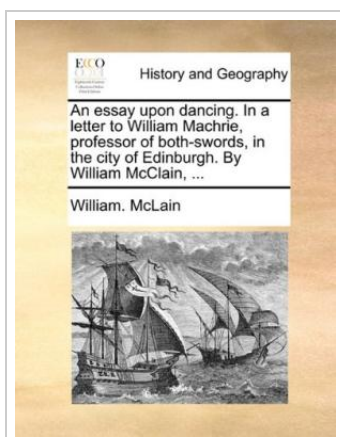 ECCO
History and Geography
An essay upon dancing. In a
letter to William Machrie,
professor of both-swords, in
the city of Edinburgh. By
William McClain, ...
William. McLain